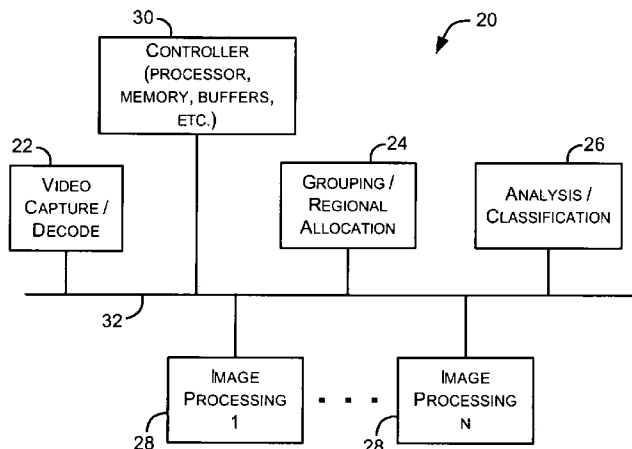 30
20
CONTROLLER
(PROCESSOR,
MEMORY, BUFFERS,
ETC.)
22
VIDEO
CAPTURE /
DECODE
24
GROUPING /
REGIONAL
ALLOCATION
26
ANALYSIS /
CLASSIFICATION
32
IMAGE
PROCESSING
1
28
. . .
IMAGE
PROCESSING
N
28